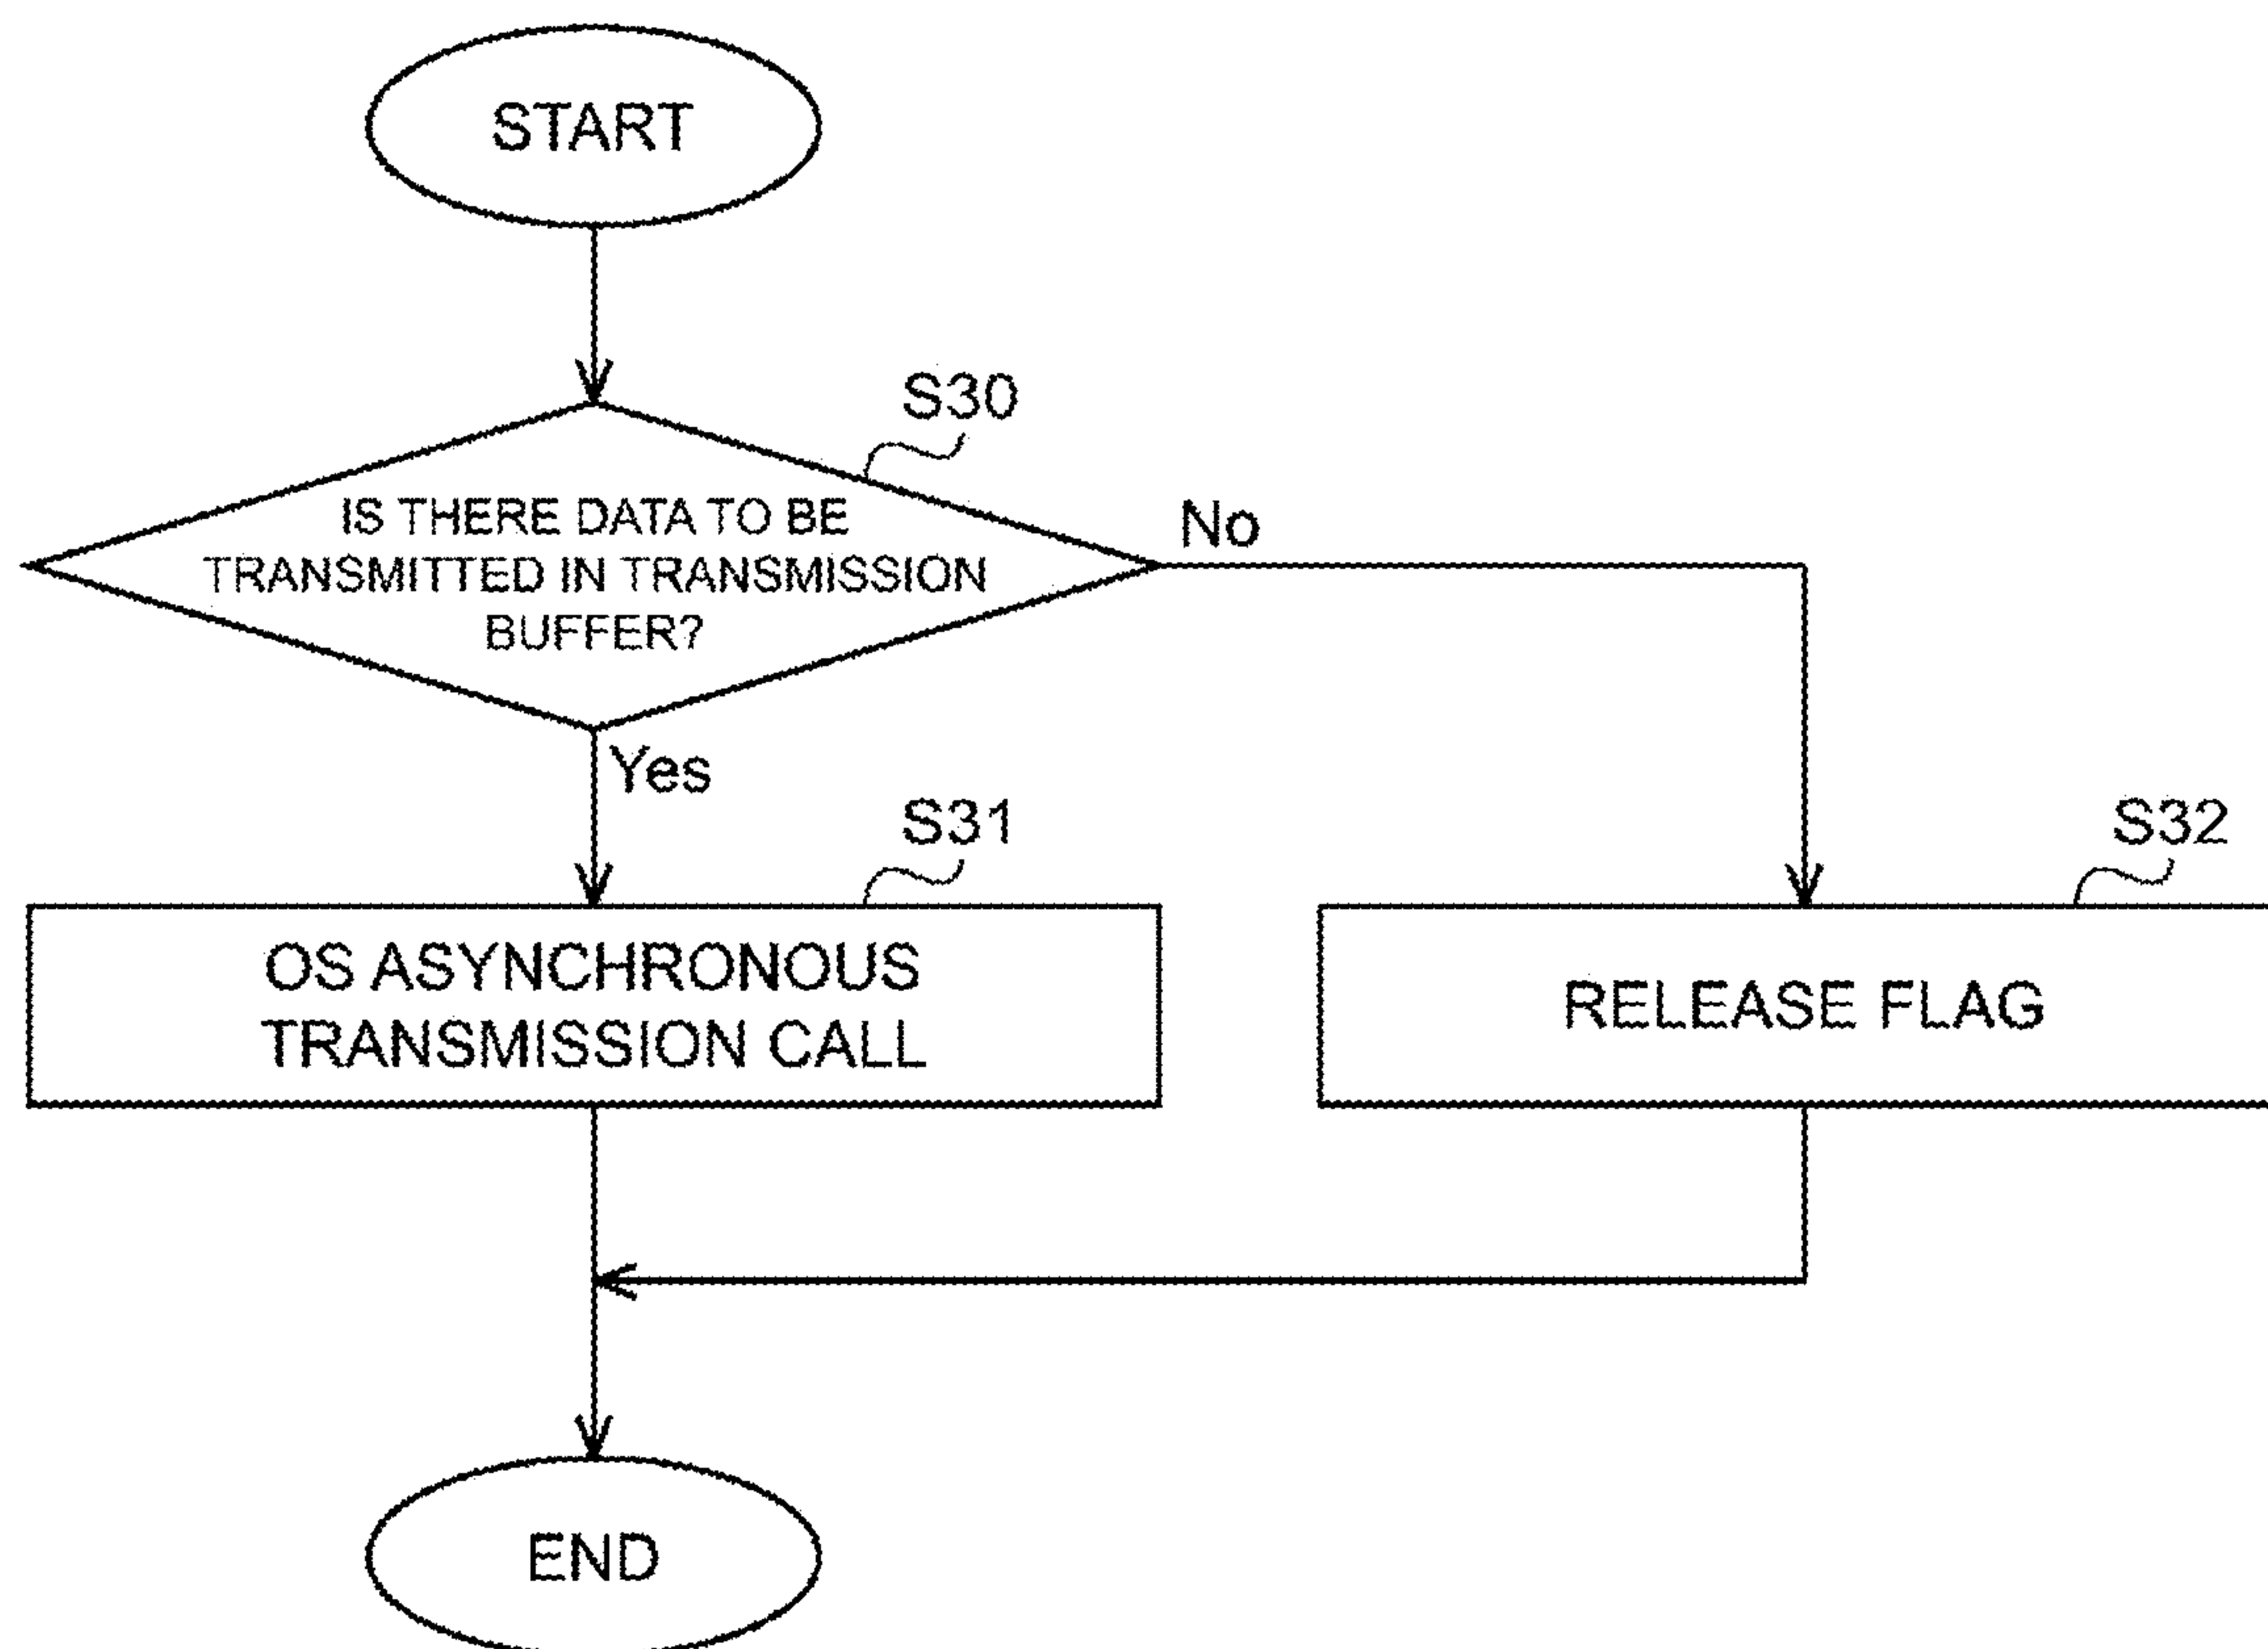 START
S30
IS THERE DATA TO BE
TRANSMITTED IN TRANSMISSION
BUFFER?
No
Yes
S31
S32
OS ASYNCHRONOUS
TRANSMISSION CALL
RELEASE FLAG
END